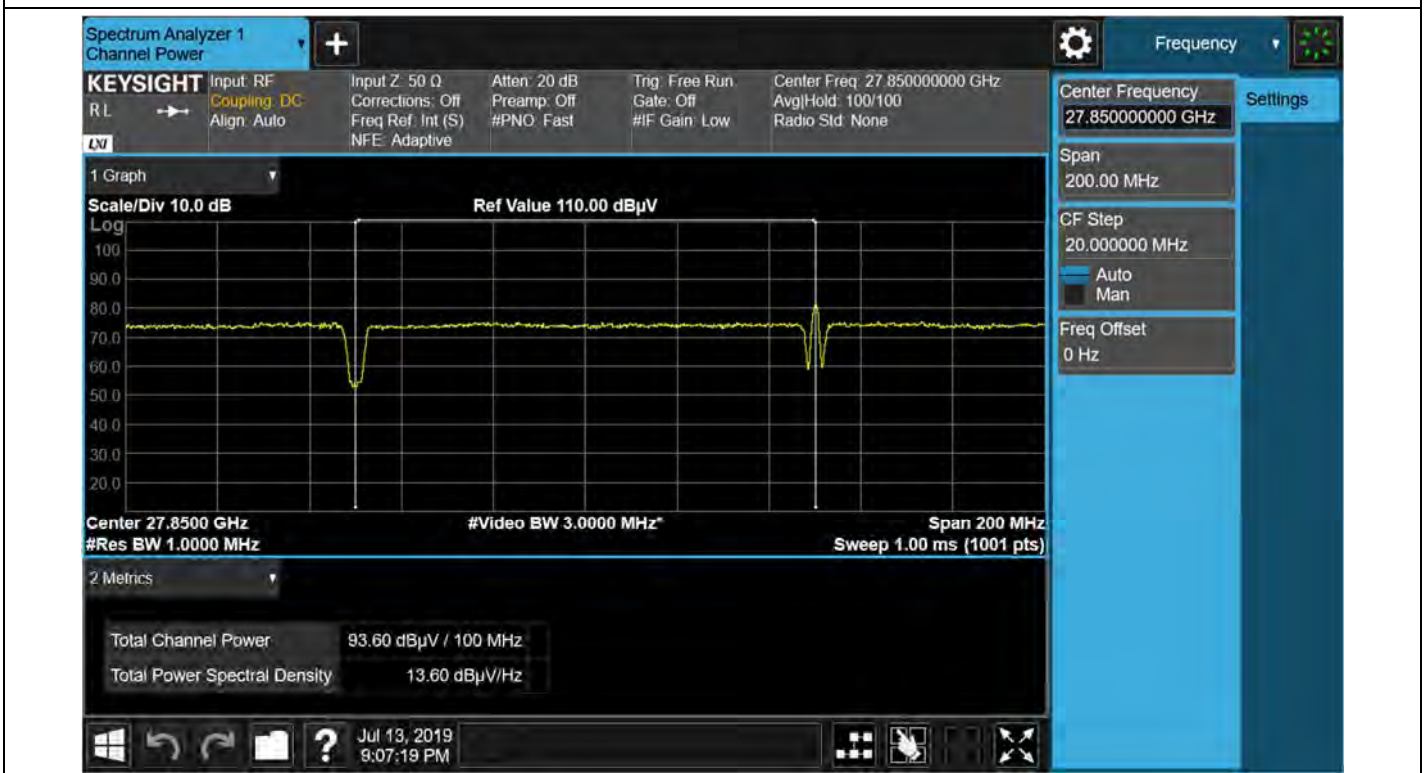 Spectrum Analyzer 1
Channel Power
+
Frequency
KEYSIGHT
RL
LXI
Input: RF
Coupling: DC
Align: Auto
Input Z: 50 Ω
Corrections: Off
Freq Ref: Int (S)
NFE: Adaptive
Atten: 20 dB
Preamp: Off
#PNO: Fast
Trig: Free Run
Gate: Off
#IF Gain: Low
Center Freq: 27.850000000 GHz
Avg|Hold: 100/100
Radio Std: None
Center Frequency
27.850000000 GHz
Settings
Span
200.00 MHz
CF Step
20.000000 MHz
Auto
Man
Freq Offset
0 Hz
1 Graph
Scale/Div 10.0 dB
Ref Value 110.00 dBµV
Log
100
90.0
80.0
70.0
60.0
50.0
40.0
30.0
20.0
Center 27.8500 GHz
#Video BW 3.0000 MHz*
Span 200 MHz
#Res BW 1.0000 MHz
Sweep 1.00 ms (1001 pts)
2 Metrics
Total Channel Power 93.60 dBµV / 100 MHz
Total Power Spectral Density 13.60 dBµV/Hz
?
Jul 13, 2019
9:07:19 PM